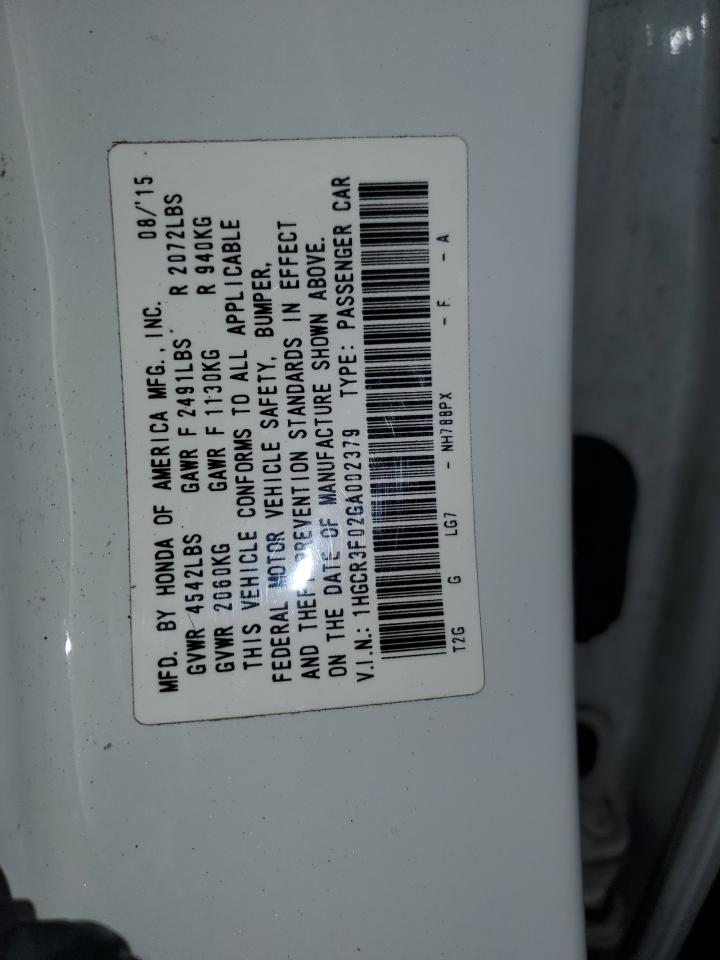 MFD. BY HONDA OF AMERICA MFG., INC. 08/'15
GVWR 4542LBS GAWR F 2491LBS R 2072LBS
GVWR 2060KG GAWR F 1130KG R 940KG
THIS VEHICLE CONFORMS TO ALL APPLICABLE
FEDERAL MOTOR VEHICLE SAFETY, BUMPER,
AND THEFT PREVENTION STANDARDS IN EFFECT
ON THE DATE OF MANUFACTURE SHOWN ABOVE.
V.I.N.: 1HGCR3F02GA002379 TYPE: PASSENGER CAR
T2G G LG7 - NH788PX - F - A